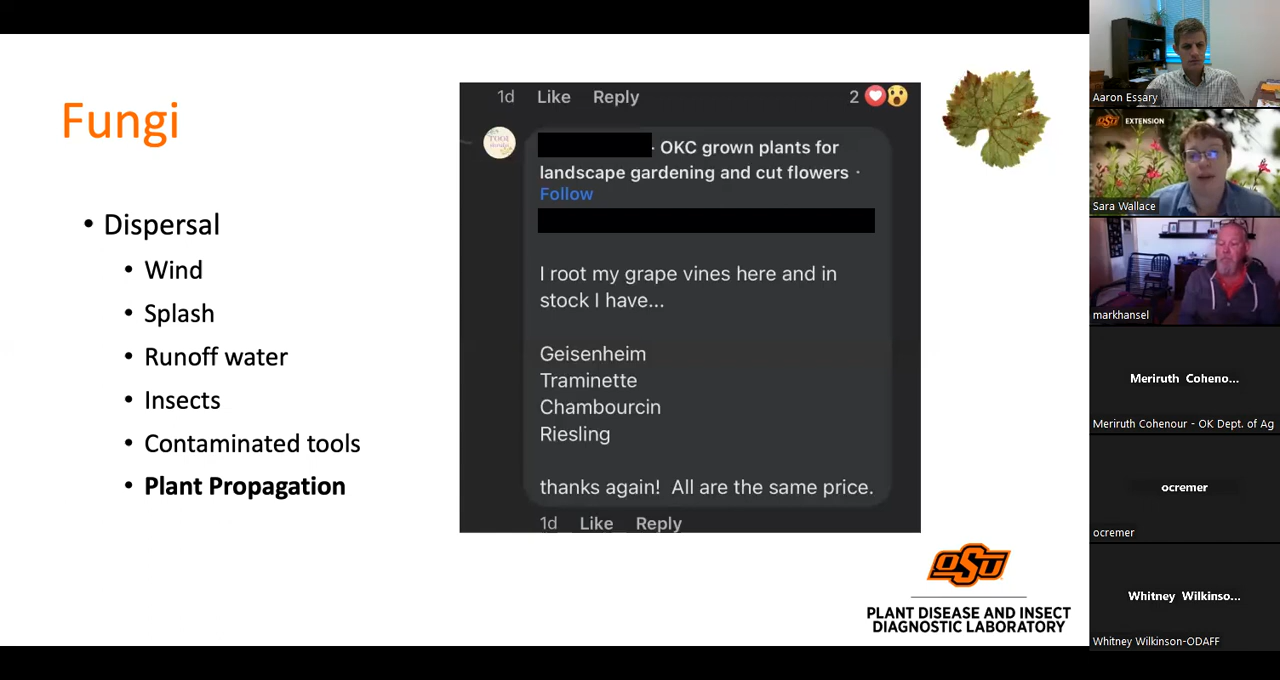 Fungi
• Dispersal
• Wind
• Splash
• Runoff water
• Insects
• Contaminated tools
• Plant Propagation
1d Like Reply 2
- OKC grown plants for
landscape gardening and cut flowers ·
Follow
I root my grape vines here and in
stock I have...
Geisenheim
Traminette
Chambourcin
Riesling
thanks again! All are the same price.
1d Like Reply
OSU
PLANT DISEASE AND INSECT
DIAGNOSTIC LABORATORY
Aaron Essary
OSU EXTENSION
Sara Wallace
markhansel
Meriruth Coheno...
Meriruth Cohenour - OK Dept. of Ag
ocremer
ocremer
Whitney Wilkinso...
Whitney Wilkinson-ODAFF